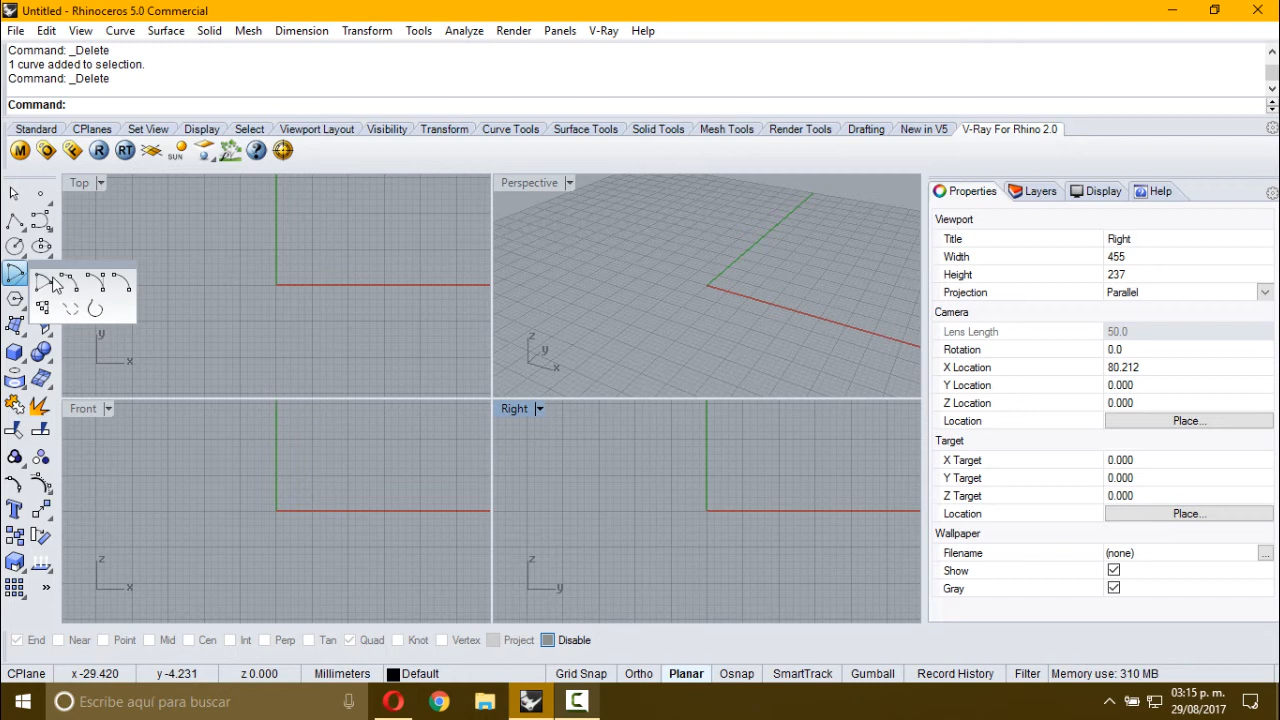 Untitled - Rhinoceros 5.0 Commercial
File Edit View Curve Surface Solid Mesh Dimension Transform Tools Analyze Render Panels V-Ray Help
Command: _Delete
1 curve added to selection.
Command: _Delete
Command:
Standard CPlanes Set View Display Select Viewport Layout Visibility Transform Curve Tools Surface Tools Solid Tools Mesh Tools Render Tools Drafting New in V5 V-Ray For Rhino 2.0
M R RT SUN ?
Top Perspective
Properties Layers Display Help
Viewport
Title Right
Width 455
Height 237
Projection Parallel
Camera
Lens Length 50.0
Rotation 0.0
X Location 80.212
Y Location 0.000
Z Location 0.000
Location Place...
Target
X Target 0.000
Y Target 0.000
Z Target 0.000
Location Place...
Wallpaper
Filename (none) ...
Show
Gray
y x
z y x
Front Right
z x
z y
End Near Point Mid Cen Int Perp Tan Quad Knot Vertex Project Disable
CPlane x -29.420 y -4.231 z 0.000 Millimeters Default Grid Snap Ortho Planar Osnap SmartTrack Gumball Record History Filter Memory use: 310 MB
Escribe aquí para buscar
03:15 p. m.
29/08/2017